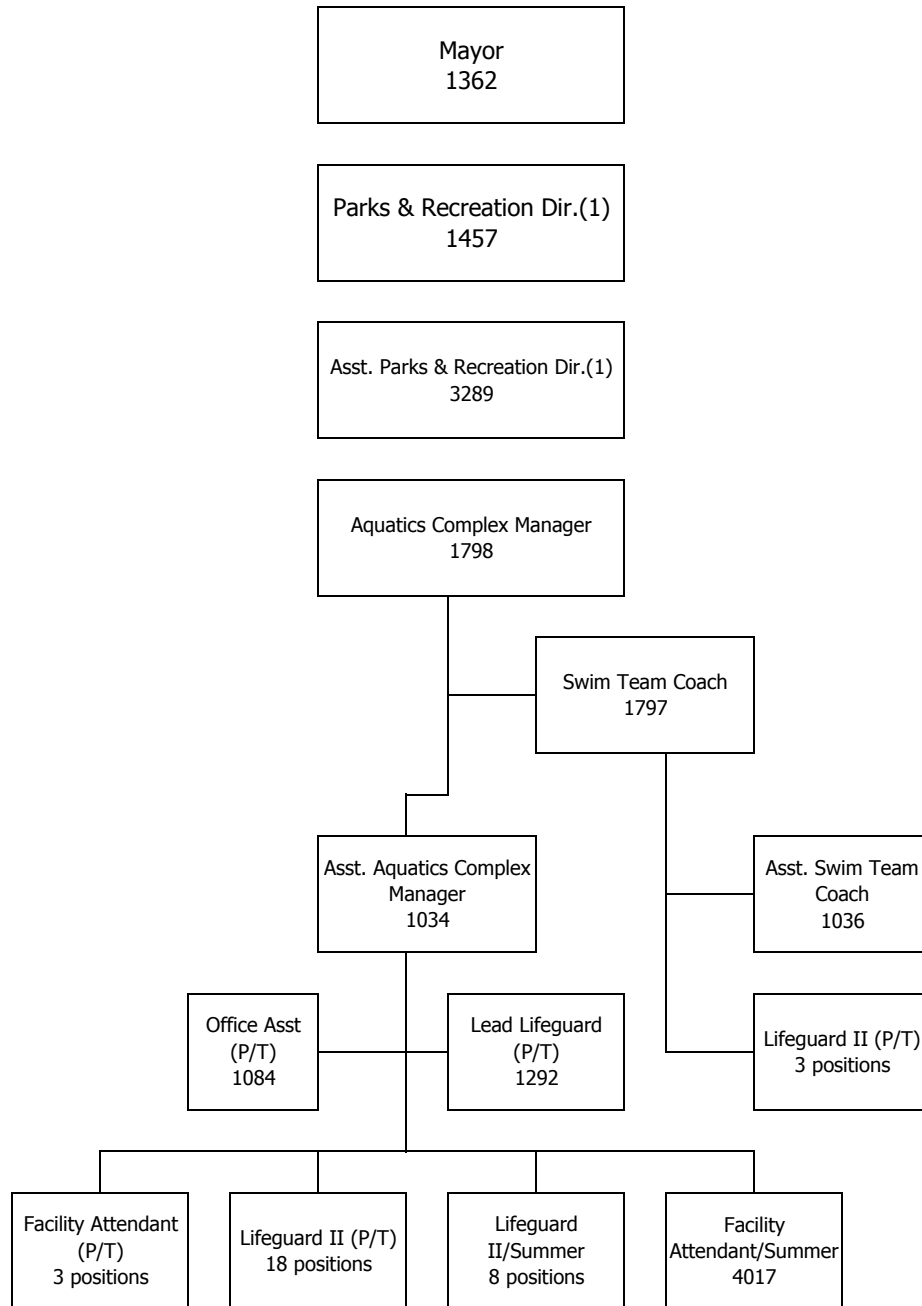 Mayor
1362
Parks & Recreation Dir.(1)
1457
Asst. Parks & Recreation Dir.(1)
3289
Aquatics Complex Manager
1798
Swim Team Coach
1797
Asst. Aquatics Complex
Manager
1034
Asst. Swim Team
Coach
1036
Office Asst
(P/T)
1084
Lead Lifeguard
(P/T)
1292
Lifeguard II (P/T)
3 positions
Facility Attendant
(P/T)
3 positions
Lifeguard II (P/T)
18 positions
Lifeguard
II/Summer
8 positions
Facility
Attendant/Summer
4017